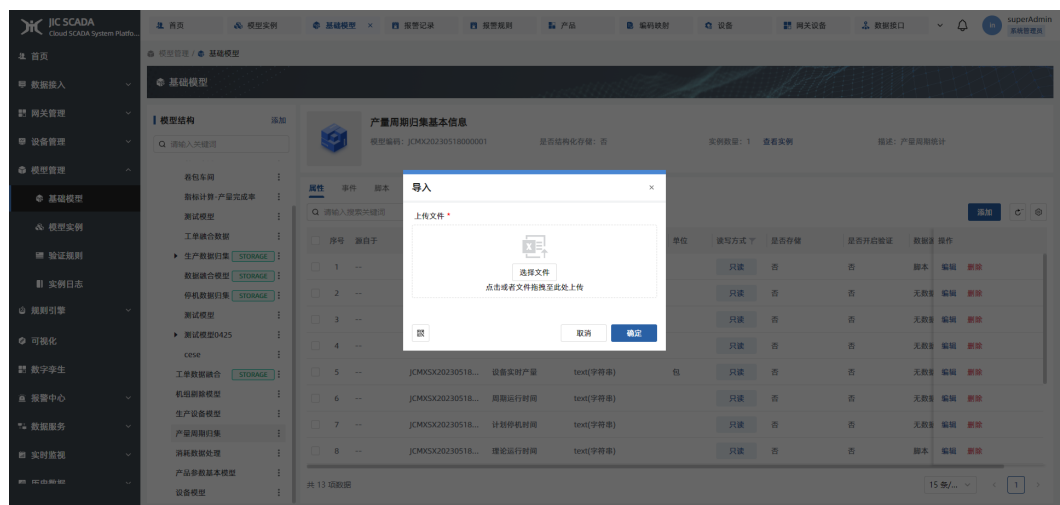 JIC SCADA
Cloud SCADA System Platfo...
首页 模型实例 基础模型 × 报警记录 报警规则 产品 编码映射 设备 网关设备 数据接口
superAdmin
系统管理员
首页
数据接入
网关管理
设备管理
模型管理
基础模型
模型实例
验证规则
实例日志
规则引擎
可视化
数字孪生
报警中心
数据服务
实时监视
历史数据
模型管理 / 基础模型
基础模型
模型结构 添加
请输入关键词
卷包车间
指标计算-产量完成率
测试模型
工单融合数据
生产数据归集 STORAGE
数据融合模型 STORAGE
停机数据归集 STORAGE
测试模型
测试模型0425
cese
工单数据融合 STORAGE
机组剔除模型
生产设备模型
产量周期归集
消耗数据处理
产品参数基本模型
设备模型
产量周期归集基本信息
模型编码: JCMX20230518000001 是否结构化存储: 否 实例数量: 1 查看实例 描述: 产量周期统计
属性 事件 脚本
请输入搜索关键词 添加
序号 源自于 单位 读写方式 是否存储 是否开启验证 数据源 操作
1 --- 只读 否 否 脚本 编辑 删除
2 --- 只读 否 否 无数据 编辑 删除
3 --- 只读 否 否 无数据 编辑 删除
4 --- 只读 否 否 无数据 编辑 删除
5 --- JCMXSX20230518... 设备实时产量 text(字符串) 包 只读 否 否 无数据 编辑 删除
6 --- JCMXSX20230518... 周期运行时间 text(字符串) 只读 否 否 无数据 编辑 删除
7 --- JCMXSX20230518... 计划停机时间 text(字符串) 只读 否 否 无数据 编辑 删除
8 --- JCMXSX20230518... 理论运行时间 text(字符串) 只读 否 否 脚本 编辑 删除
共 13 项数据 15 条/... 1
导入 ×
上传文件 *
选择文件
点击或者文件拖拽至此处上传
取消 确定